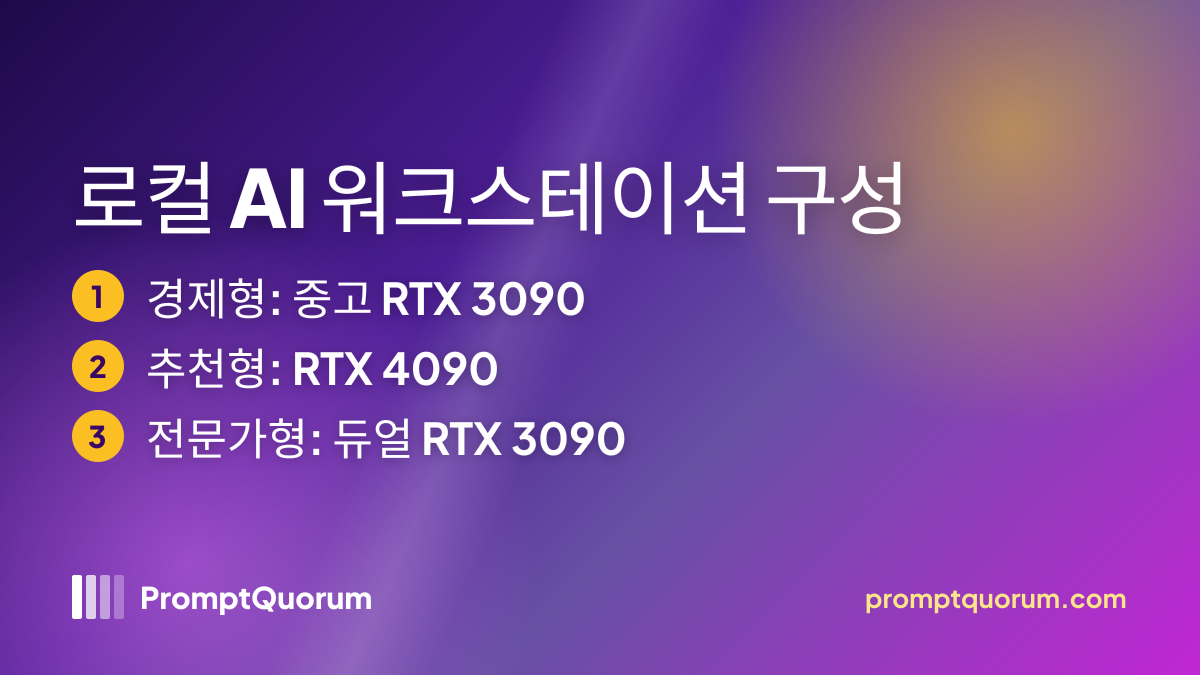 로컬 AI 워크스테이션 구성
1 경제형: 중고 RTX 3090
2 추천형: RTX 4090
3 전문가형: 듀얼 RTX 3090
PromptQuorum
promptquorum.com